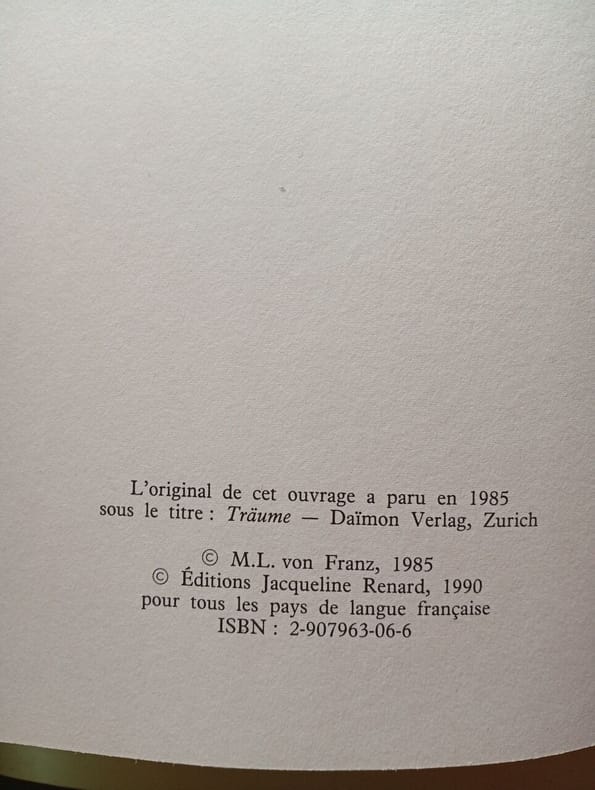 L'original de cet ouvrage a paru en 1985
sous le titre : Träume — Daïmon Verlag, Zurich
© M.L. von Franz, 1985
© Éditions Jacqueline Renard, 1990
pour tous les pays de langue française
ISBN : 2-907963-06-6